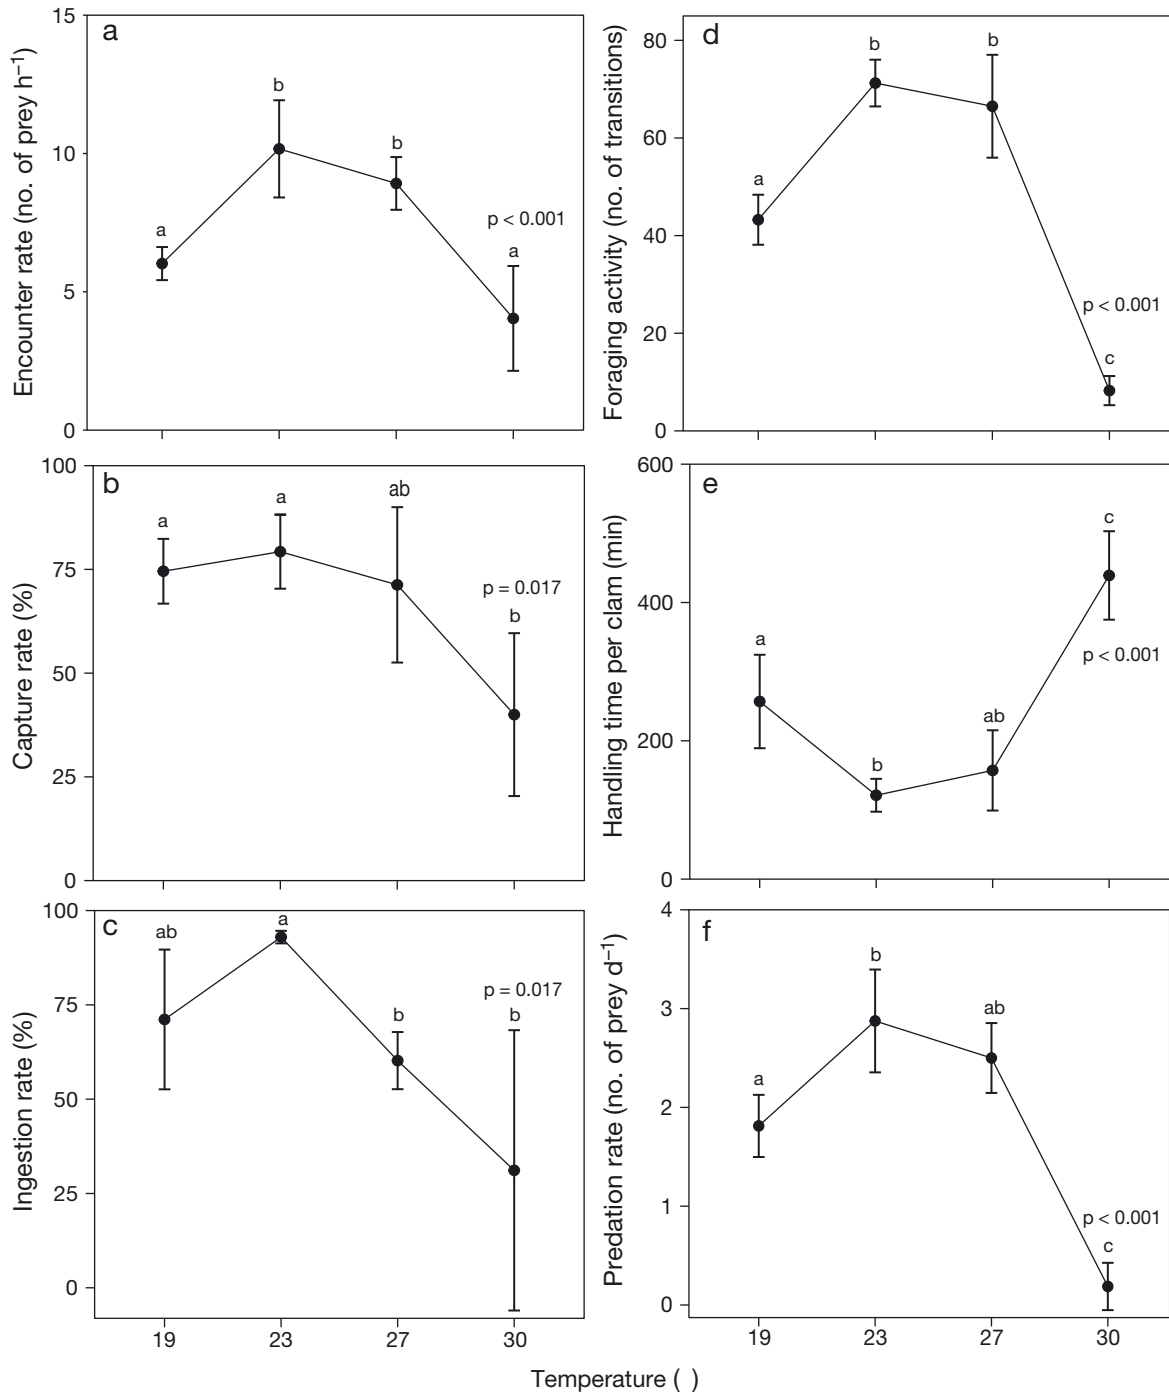 a
Encounter rate (no. of prey h⁻¹)
15
10
5
0
a
b
b
a
p < 0.001
d
Foraging activity (no. of transitions)
80
60
40
20
0
a
b
b
c
p < 0.001
b
Capture rate (%)
100
75
50
25
0
a
a
ab
b
p = 0.017
e
Handling time per clam (min)
600
400
200
0
a
b
ab
c
p < 0.001
c
Ingestion rate (%)
100
75
50
25
0
ab
a
b
b
p = 0.017
19 23 27 30
f
Predation rate (no. of prey d⁻¹)
4
3
2
1
0
a
b
ab
c
p < 0.001
19 23 27 30
Temperature ( )